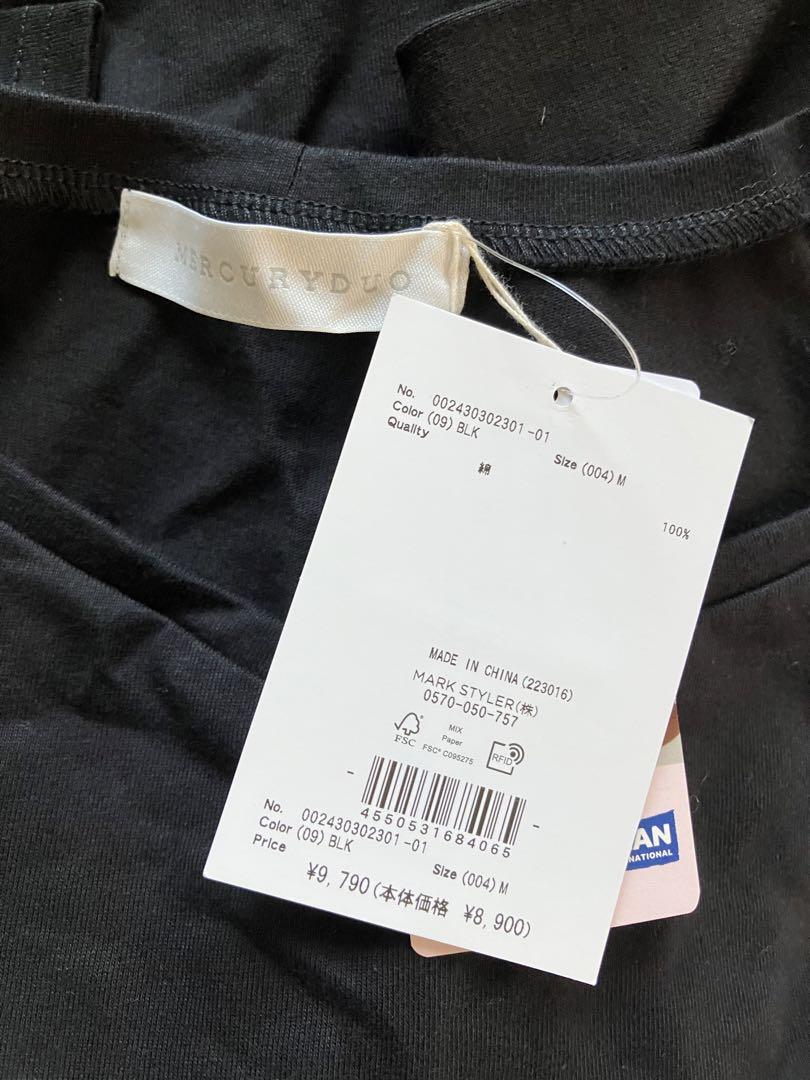 MERCURYDUO
No. 002430302301-01
Color (09) BLK
Size (004) M
Quality
綿
100%
MADE IN CHINA (223016)
MARK STYLER(株)
0570-050-757
FSC
MIX
Paper
FSC® C095275
RFID
4550531684065
No. 002430302301-01
Color (09) BLK
Size (004) M
Price
¥9,790(本体価格 ¥8,900)
AN
NATIONAL